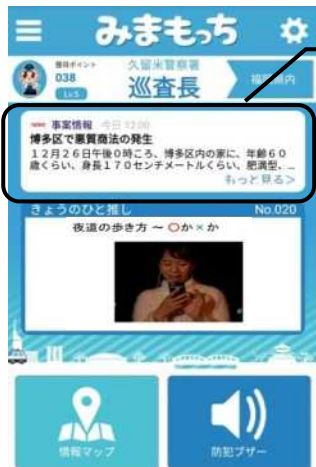 みまもっち
獲得ポイント
038
Lv.5
久留米警察署
巡査長
福岡県内
事案情報 今日 12:00
博多区で悪質商法の発生
12月26日午後0時ころ、博多区内の家に、年齢60
歳くらい、身長170センチメートルくらい、肥満型、…
もっと見る>
きょうのひと推し No.020
夜道の歩き方 ~ ○か×か
情報マップ
防犯ブザー